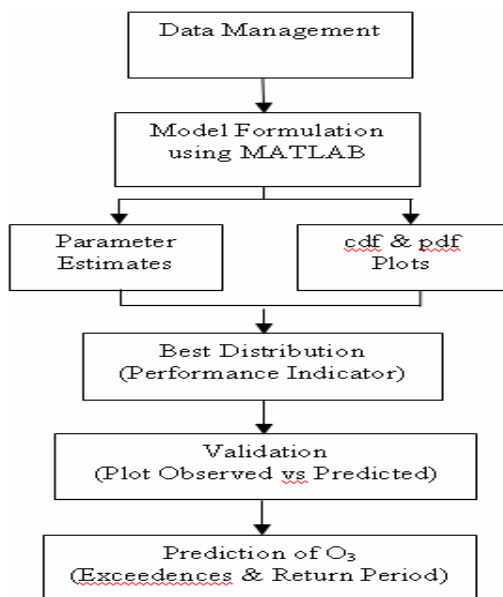 Data Management
Model Formulation
using MATLAB
Parameter
Estimates
cdf & pdf
Plots
Best Distribution
(Performance Indicator)
Validation
(Plot Observed vs Predicted)
Prediction of O₃
(Exceedences & Return Period)